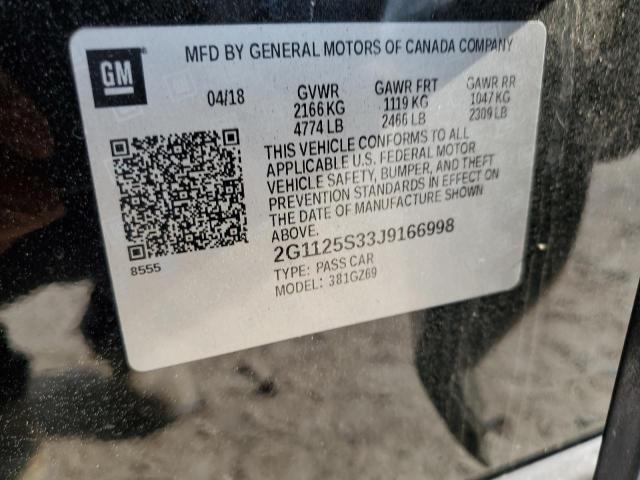 GM
MFD BY GENERAL MOTORS OF CANADA COMPANY
04/18
GVWR
2166 KG
4774 LB
GAWR FRT
1119 KG
2466 LB
GAWR RR
1047 KG
2309 LB
THIS VEHICLE CONFORMS TO ALL
APPLICABLE U.S. FEDERAL MOTOR
VEHICLE SAFETY, BUMPER, AND THEFT
PREVENTION STANDARDS IN EFFECT ON
THE DATE OF MANUFACTURE SHOWN
ABOVE.
2G1125S33J9166998
TYPE: PASS CAR
MODEL: 381GZ69
8555